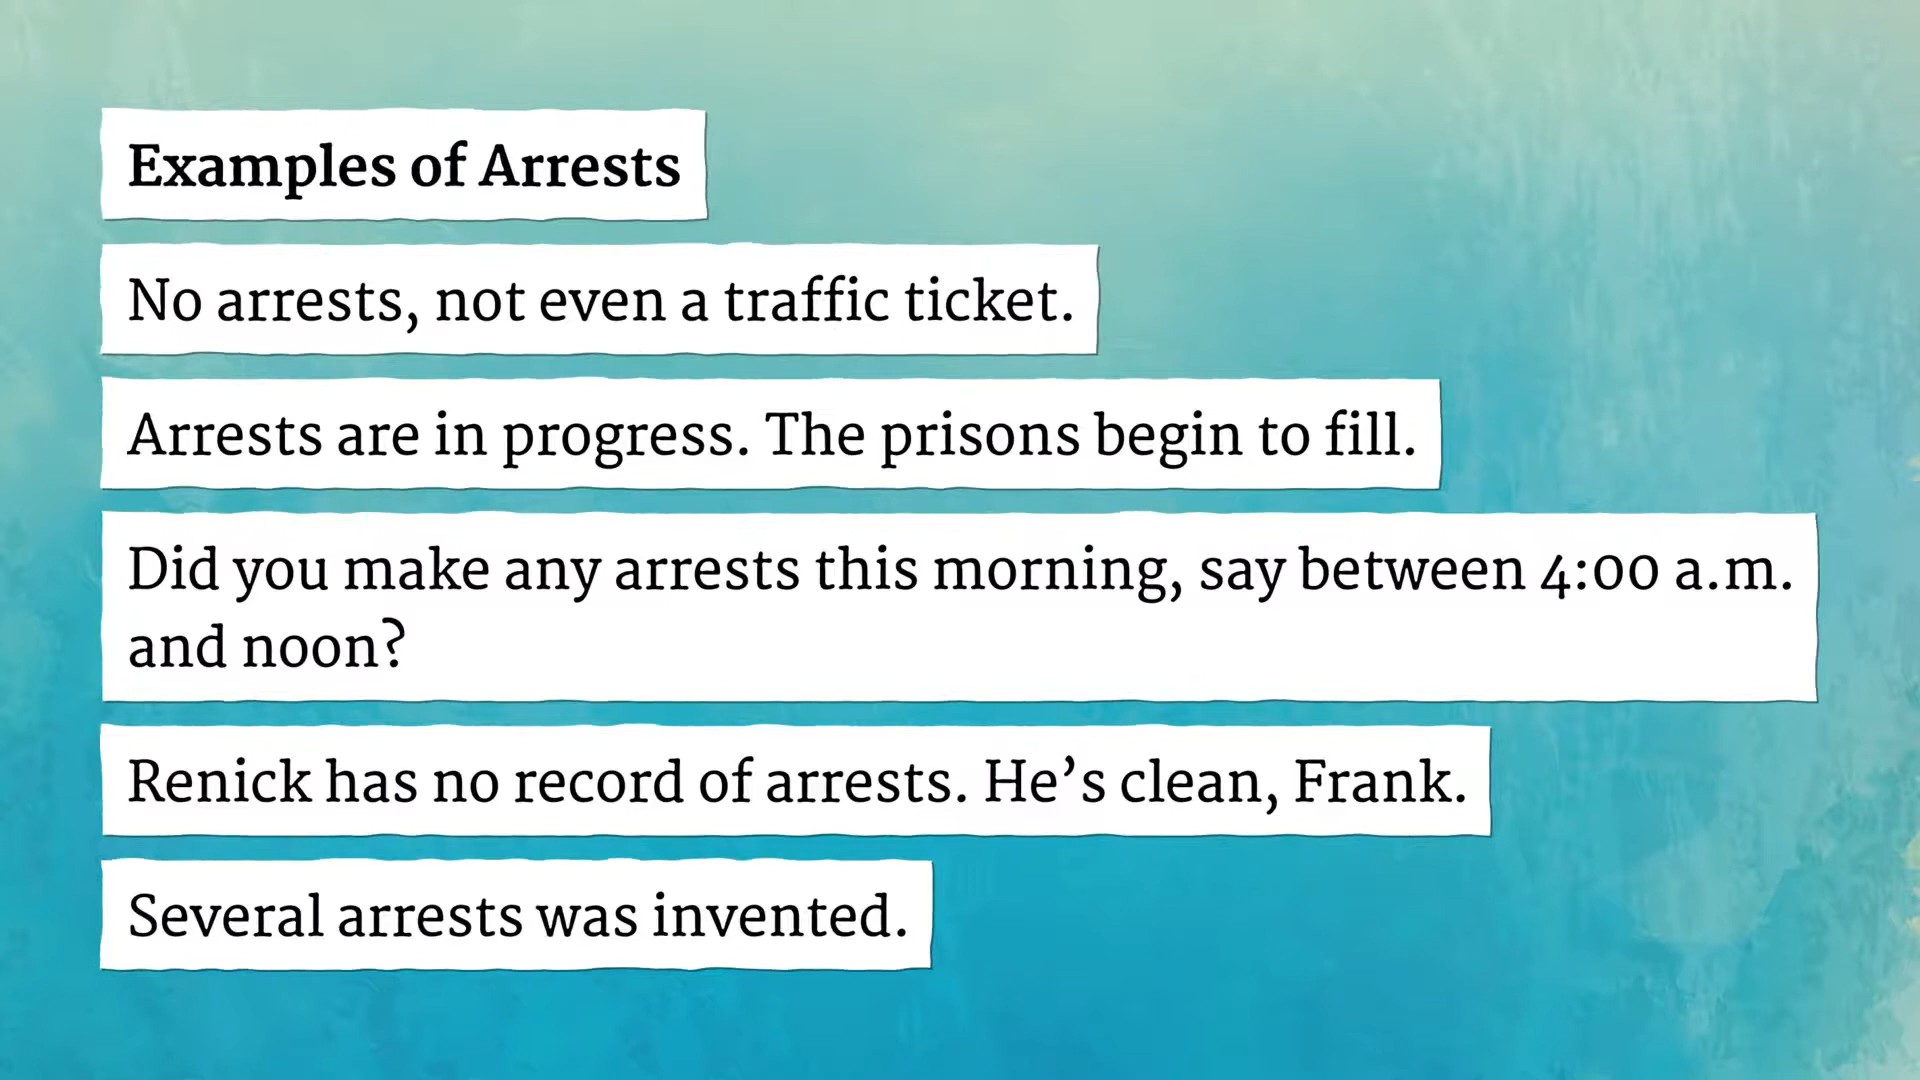 Examples of Arrests
No arrests, not even a traffic ticket.
Arrests are in progress. The prisons begin to fill.
Did you make any arrests this morning, say between 4:00 a.m.
and noon?
Renick has no record of arrests. He’s clean, Frank.
Several arrests was invented.